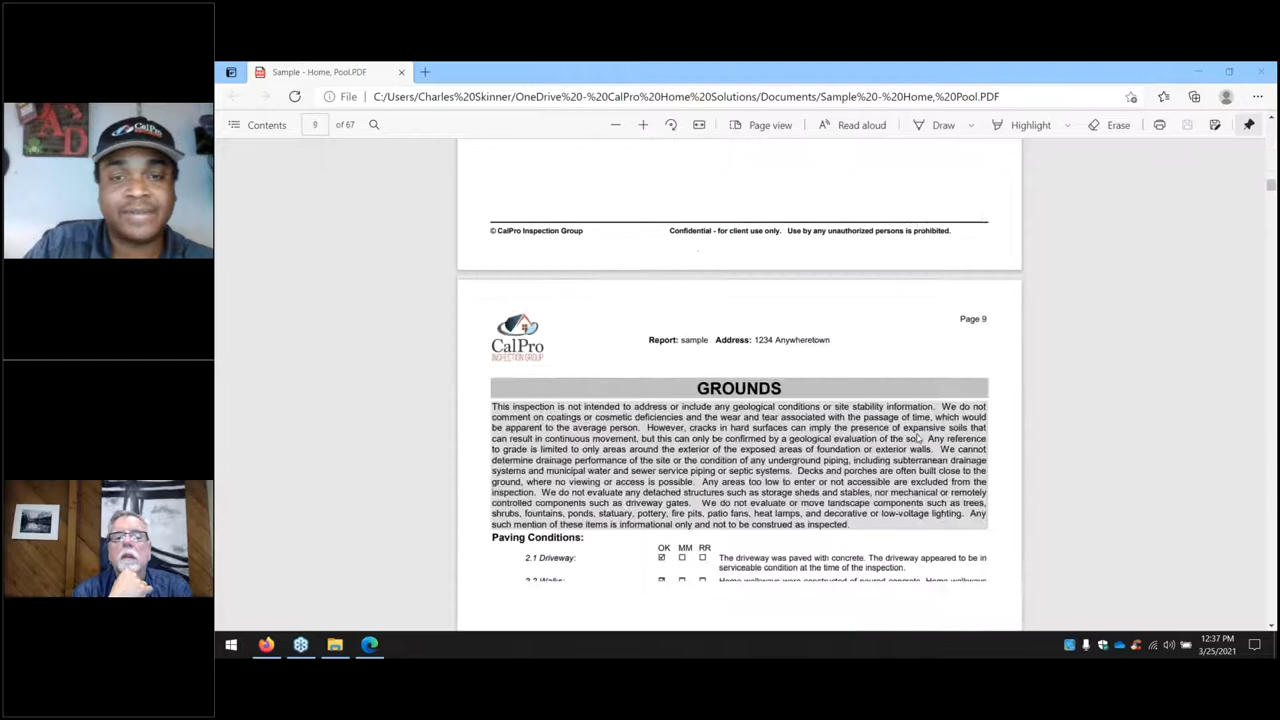 Sample - Home, Pool.PDF
File C:/Users/Charles%20Skinner/OneDrive%20-%20CalPro%20Home%20Solutions/Documents/Sample%20-%20Home,%20Pool.PDF
Contents 9 of 67 Page view Read aloud Draw Highlight Erase
© CalPro Inspection Group Confidential - for client use only. Use by any unauthorized persons is prohibited.
Page 9
CalPro
INSPECTION GROUP
Report: sample Address: 1234 Anywheretown
GROUNDS
This inspection is not intended to address or include any geological conditions or site stability information. We do not
comment on coatings or cosmetic deficiencies and the wear and tear associated with the passage of time, which would
be apparent to the average person. However, cracks in hard surfaces can imply the presence of expansive soils that
can result in continuous movement, but this can only be confirmed by a geological evaluation of the soil. Any reference
to grade is limited to only areas around the exterior of the exposed areas of foundation or exterior walls. We cannot
determine drainage performance of the site or the condition of any underground piping, including subterranean drainage
systems and municipal water and sewer service piping or septic systems. Decks and porches are often built close to the
ground, where no viewing or access is possible. Any areas too low to enter or not accessible are excluded from the
inspection. We do not evaluate any detached structures such as storage sheds and stables, nor mechanical or remotely
controlled components such as driveway gates. We do not evaluate or move landscape components such as trees,
shrubs, fountains, ponds, statuary, pottery, fire pits, patio fans, heat lamps, and decorative or low-voltage lighting. Any
such mention of these items is informational only and not to be construed as inspected.
Paving Conditions:
OK MM RR
2.1 Driveway: The driveway was paved with concrete. The driveway appeared to be in
serviceable condition at the time of the inspection.
2.2 Walks: Home walkways were constructed of poured concrete. Home walkways
12:37 PM
3/25/2021
CalPro
AD